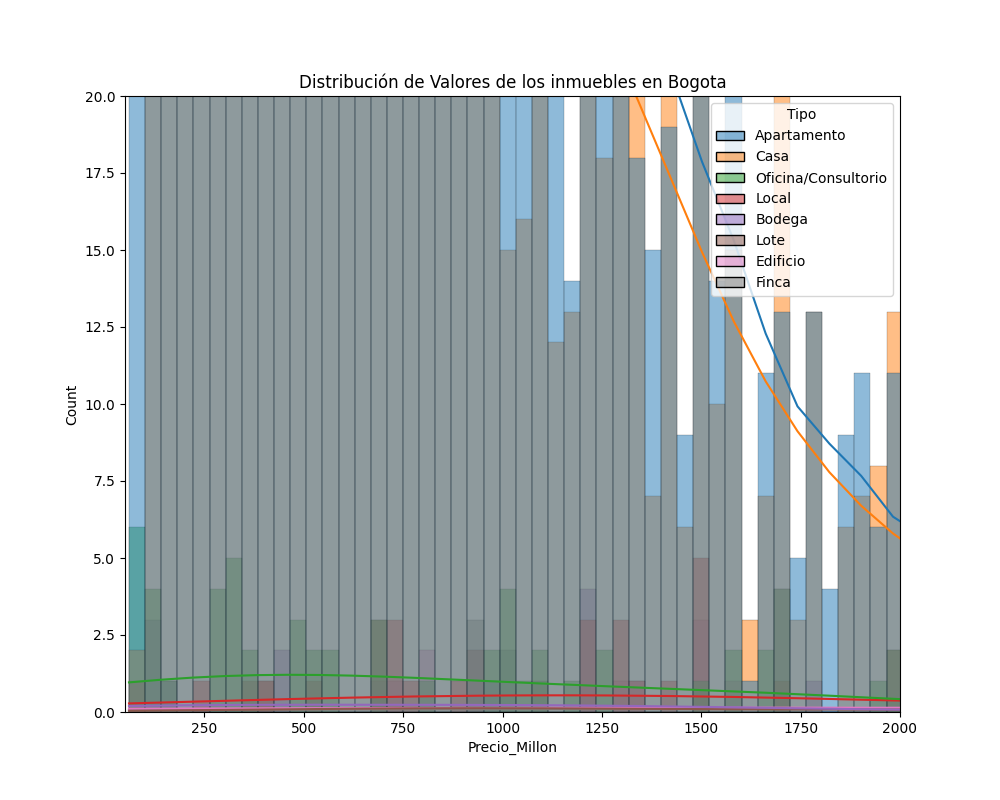 Distribución de Valores de los inmuebles en Bogota
20.0
17.5
15.0
12.5
10.0
7.5
5.0
2.5
0.0
Count
Tipo
Apartamento
Casa
Oficina/Consultorio
Local
Bodega
Lote
Edificio
Finca
250
500
750
1000
1250
1500
1750
2000
Precio_Millon